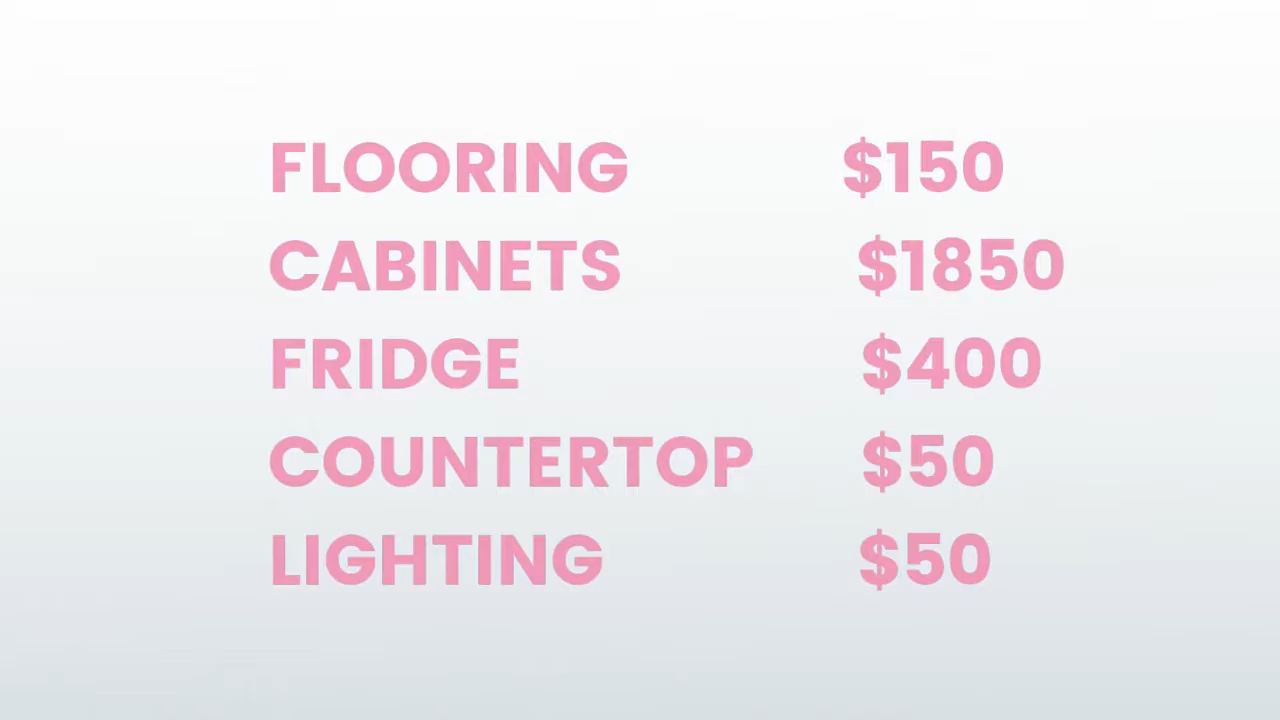 FLOORING $150
CABINETS $1850
FRIDGE $400
COUNTERTOP $50
LIGHTING $50